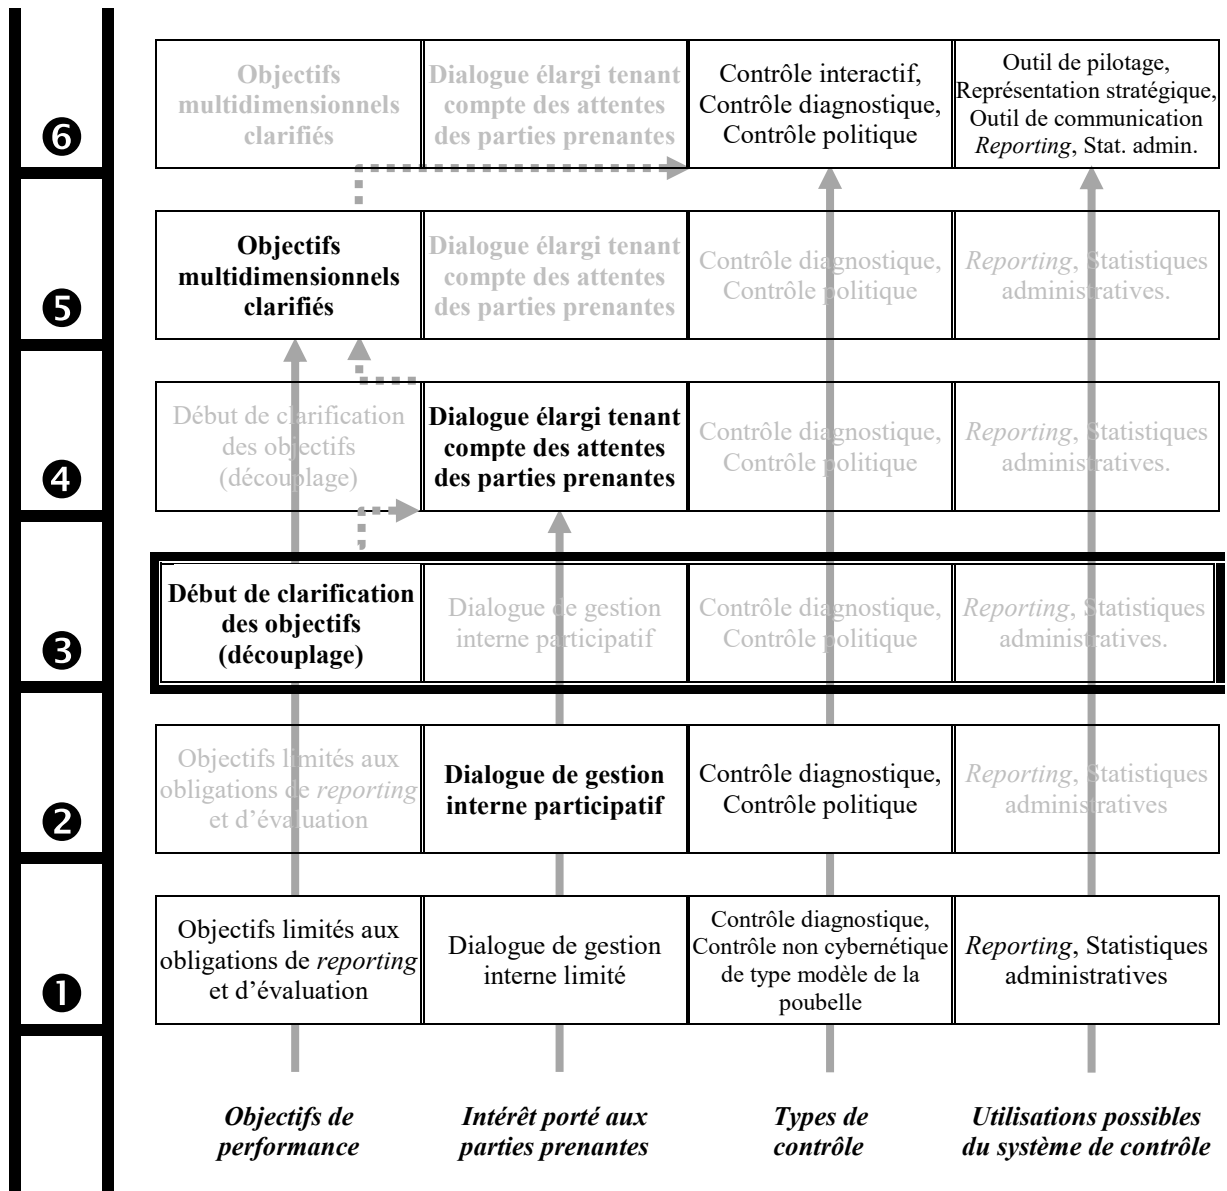 ❻
Objectifs
multidimensionnels
clarifiés
Dialogue élargi tenant
compte des attentes
des parties prenantes
Contrôle interactif,
Contrôle diagnostique,
Contrôle politique
Outil de pilotage,
Représentation stratégique,
Outil de communication
Reporting, Stat. admin.
❺
Objectifs
multidimensionnels
clarifiés
Dialogue élargi tenant
compte des attentes
des parties prenantes
Contrôle diagnostique,
Contrôle politique
Reporting, Statistiques
administratives.
❹
Début de clarification
des objectifs
(découplage)
Dialogue élargi tenant
compte des attentes
des parties prenantes
Contrôle diagnostique,
Contrôle politique
Reporting, Statistiques
administratives.
❸
Début de clarification
des objectifs
(découplage)
Dialogue de gestion
interne participatif
Contrôle diagnostique,
Contrôle politique
Reporting, Statistiques
administratives.
❷
Objectifs limités aux
obligations de reporting
et d’évaluation
Dialogue de gestion
interne participatif
Contrôle diagnostique,
Contrôle politique
Reporting, Statistiques
administratives
❶
Objectifs limités aux
obligations de reporting
et d’évaluation
Dialogue de gestion
interne limité
Contrôle diagnostique,
Contrôle non cybernétique
de type modèle de la
poubelle
Reporting, Statistiques
administratives
Objectifs de
performance
Intérêt porté aux
parties prenantes
Types de
contrôle
Utilisations possibles
du système de contrôle